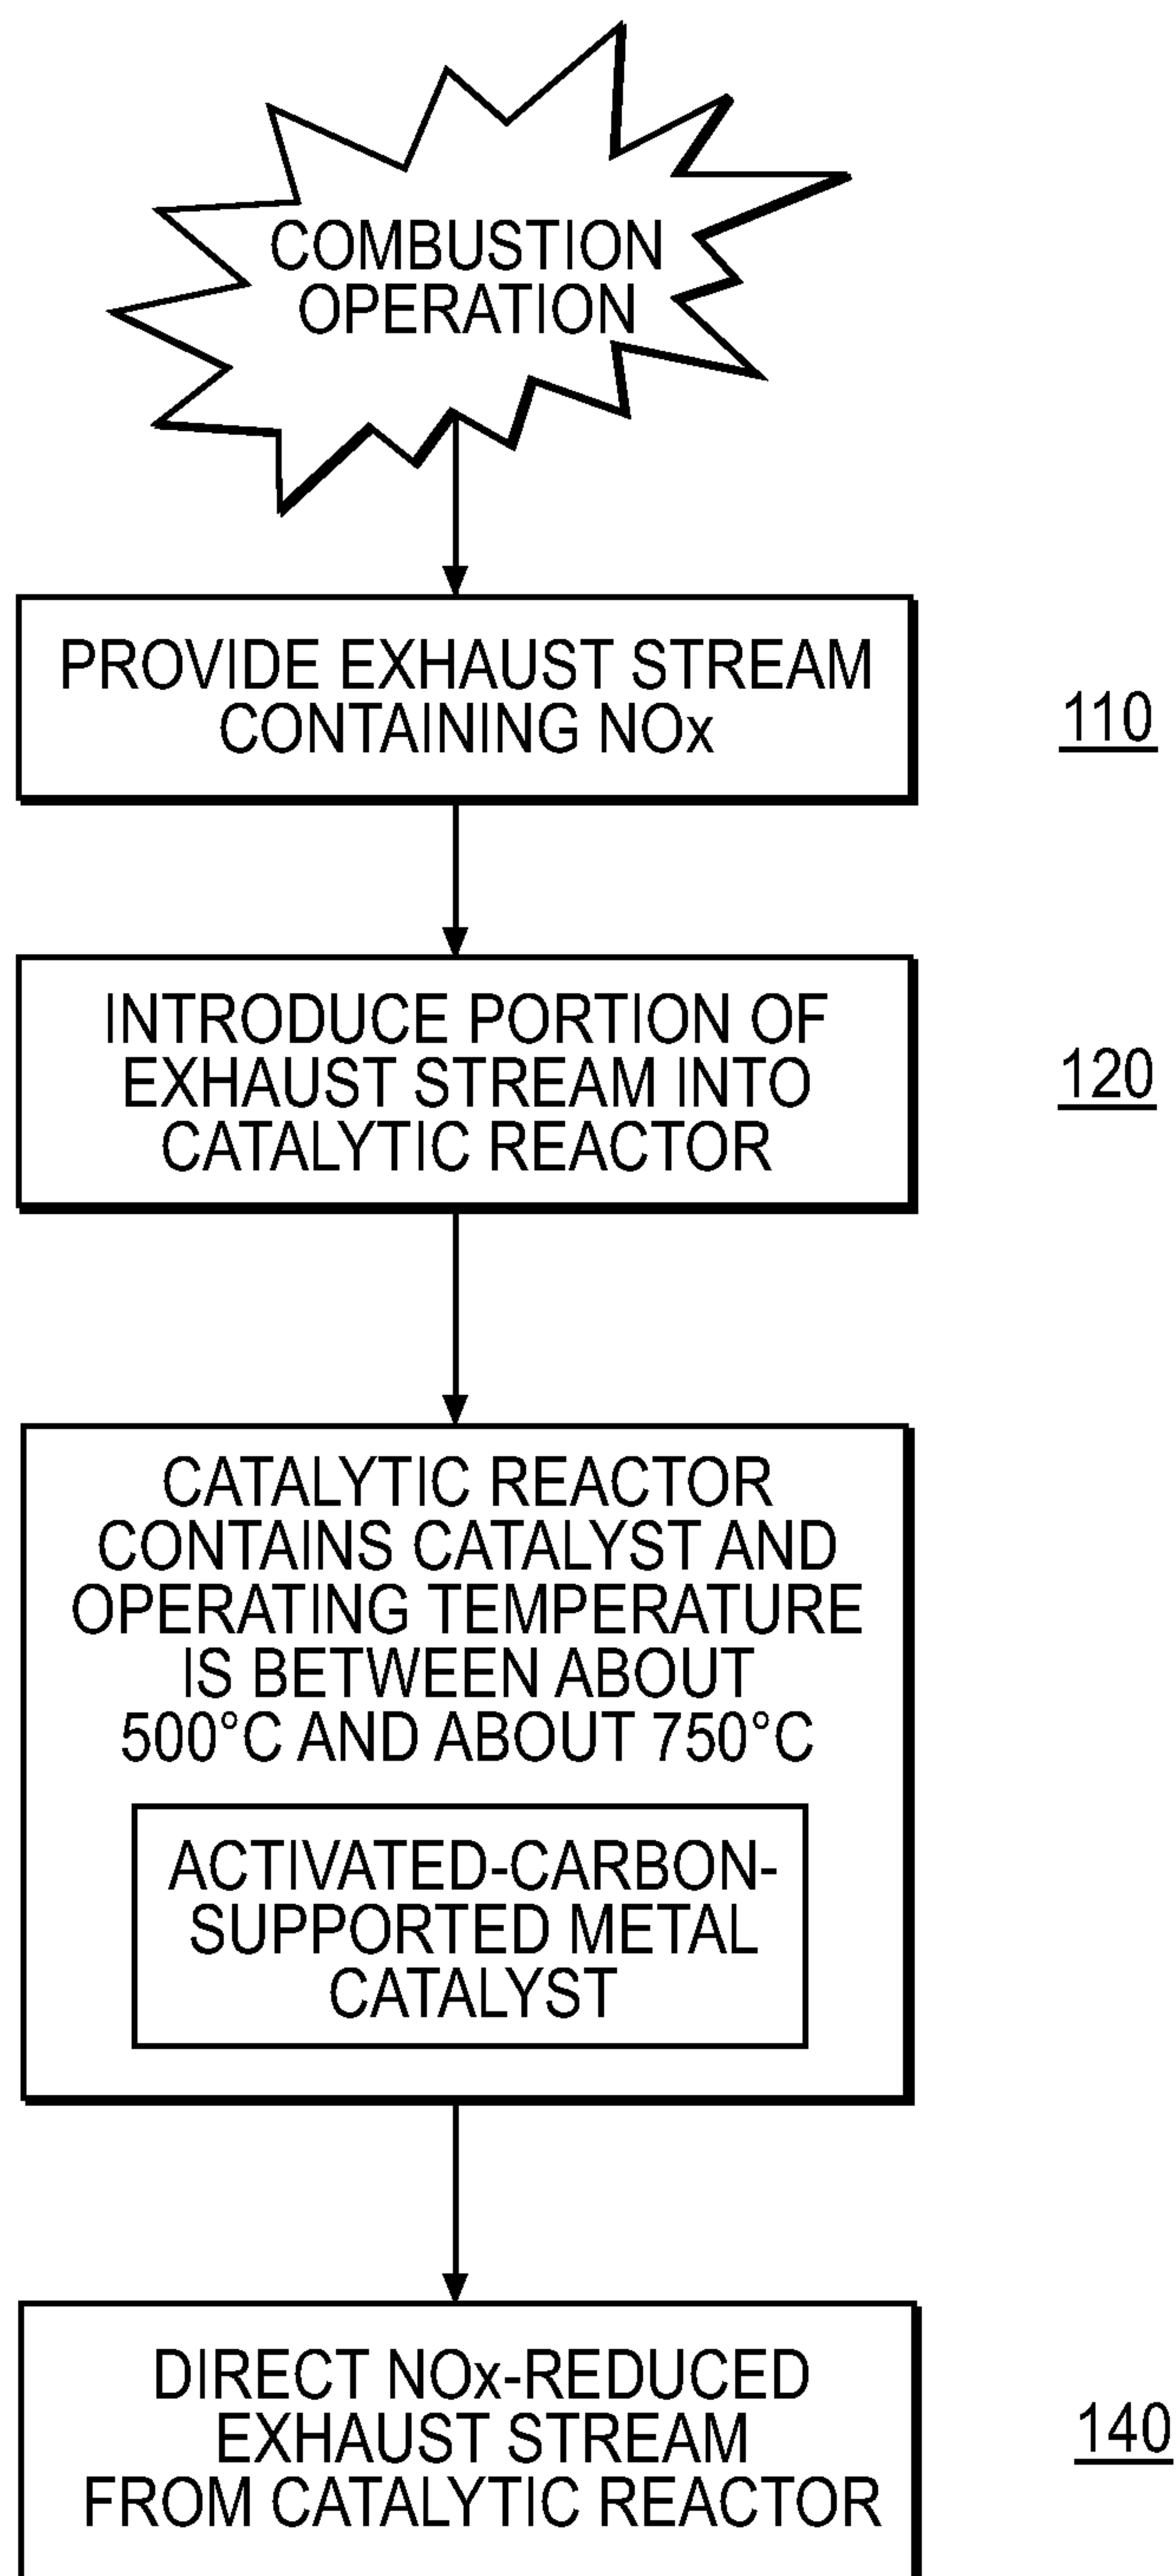 COMBUSTION
OPERATION
PROVIDE EXHAUST STREAM
CONTAINING NOx
110
INTRODUCE PORTION OF
EXHAUST STREAM INTO
CATALYTIC REACTOR
120
CATALYTIC REACTOR
CONTAINS CATALYST AND
OPERATING TEMPERATURE
IS BETWEEN ABOUT
500°C AND ABOUT 750°C
ACTIVATED-CARBON-
SUPPORTED METAL
CATALYST
DIRECT NOx-REDUCED
EXHAUST STREAM
FROM CATALYTIC REACTOR
140